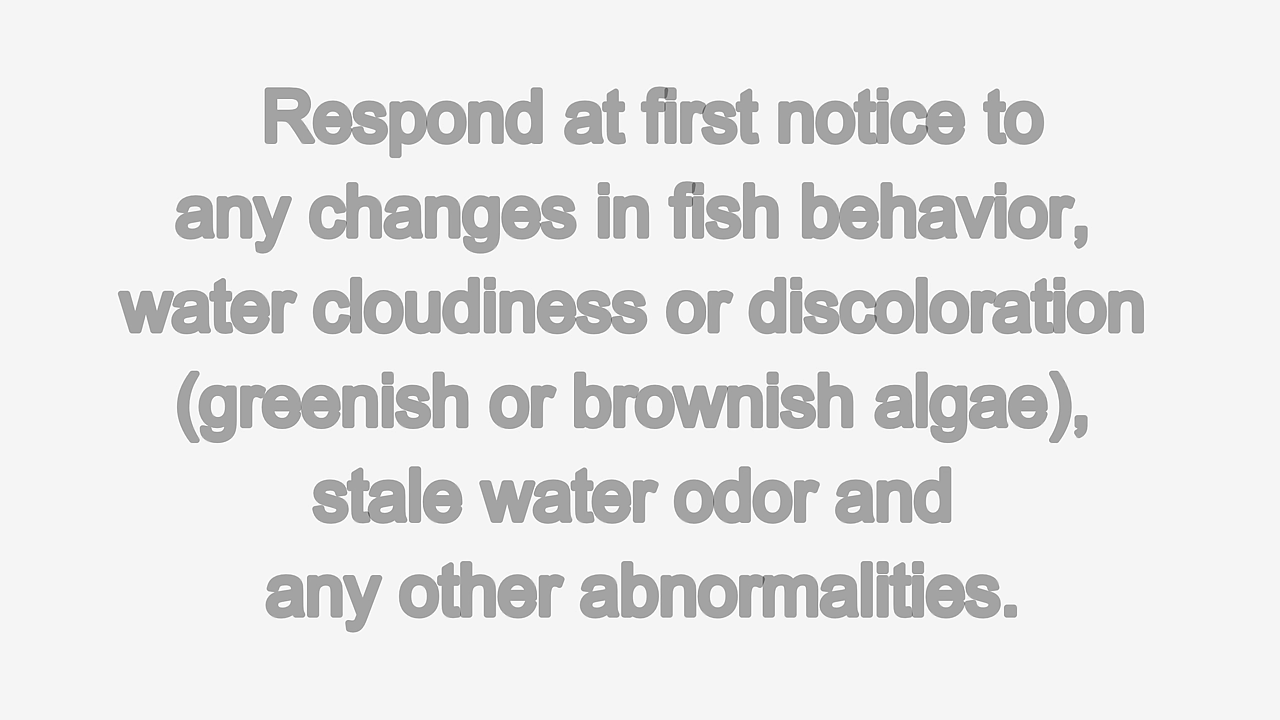 Respond at first notice to
any changes in fish behavior,
water cloudiness or discoloration
(greenish or brownish algae),
stale water odor and
any other abnormalities.